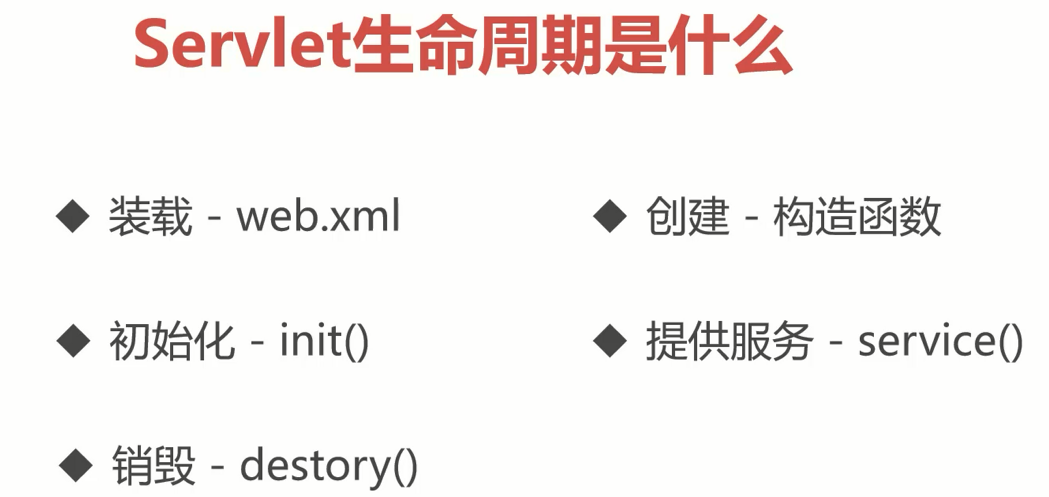 Servlet生命周期是什么
◆ 装载 - web.xml
◆ 创建 - 构造函数
◆ 初始化 - init()
◆ 提供服务 - service()
◆ 销毁 - destory()